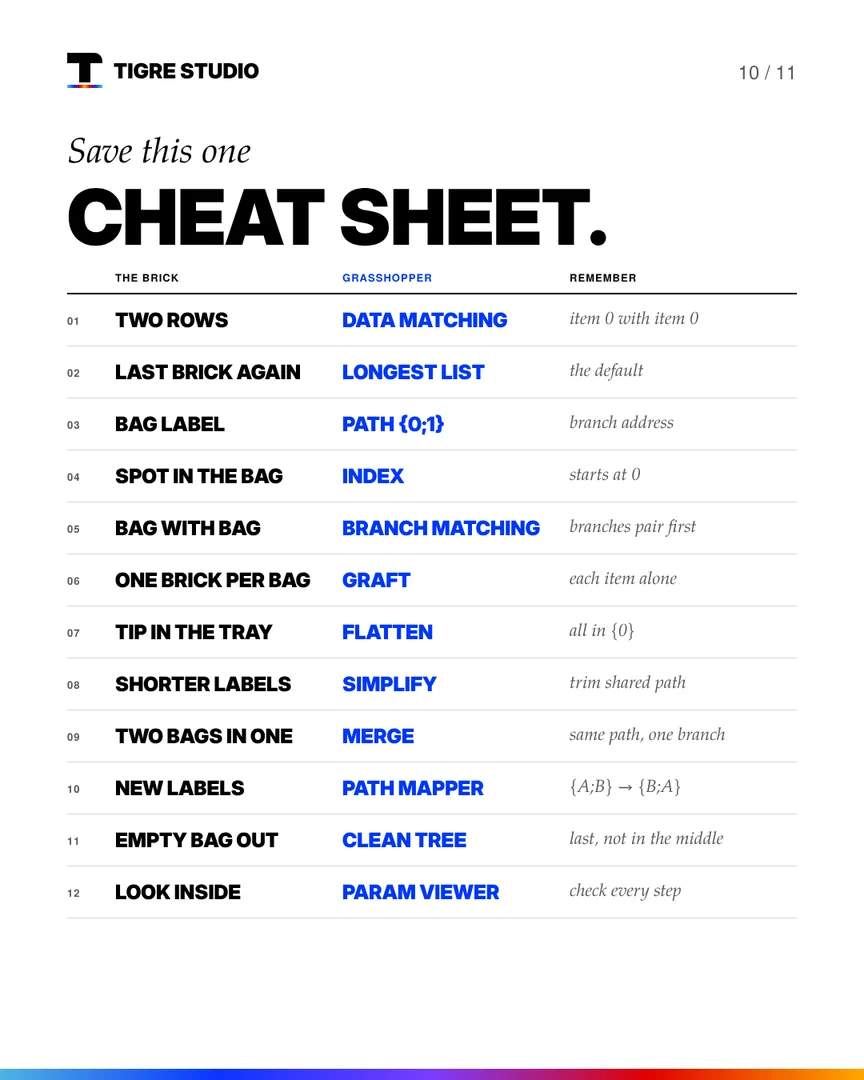 TIGRE STUDIO
10 / 11
Save this one
CHEAT SHEET.
THE BRICK GRASSHOPPER REMEMBER
01 TWO ROWS DATA MATCHING item 0 with item 0
02 LAST BRICK AGAIN LONGEST LIST the default
03 BAG LABEL PATH {0;1} branch address
04 SPOT IN THE BAG INDEX starts at 0
05 BAG WITH BAG BRANCH MATCHING branches pair first
06 ONE BRICK PER BAG GRAFT each item alone
07 TIP IN THE TRAY FLATTEN all in {0}
08 SHORTER LABELS SIMPLIFY trim shared path
09 TWO BAGS IN ONE MERGE same path, one branch
10 NEW LABELS PATH MAPPER {A;B} → {B;A}
11 EMPTY BAG OUT CLEAN TREE last, not in the middle
12 LOOK INSIDE PARAM VIEWER check every step